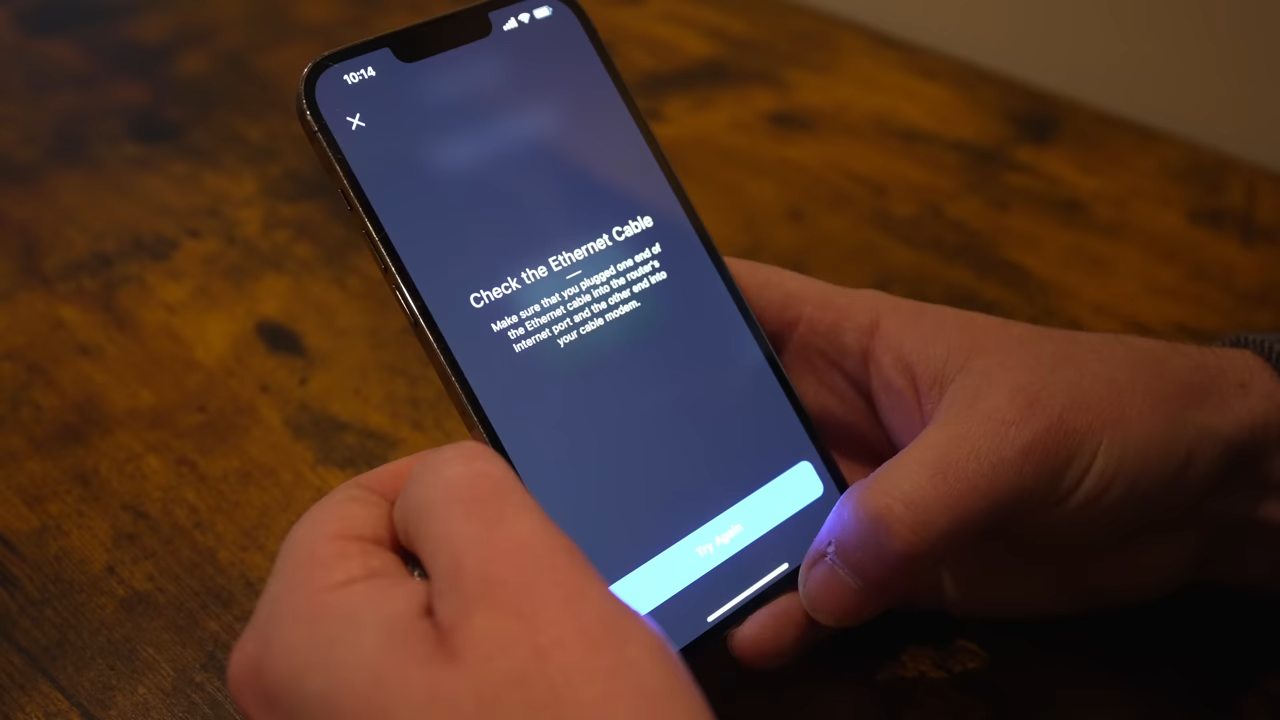 10:14
Check the Ethernet Cable
Make sure that you plugged one end of
the Ethernet cable into the router's
Internet port and the other end into
your cable modem.
Try Again